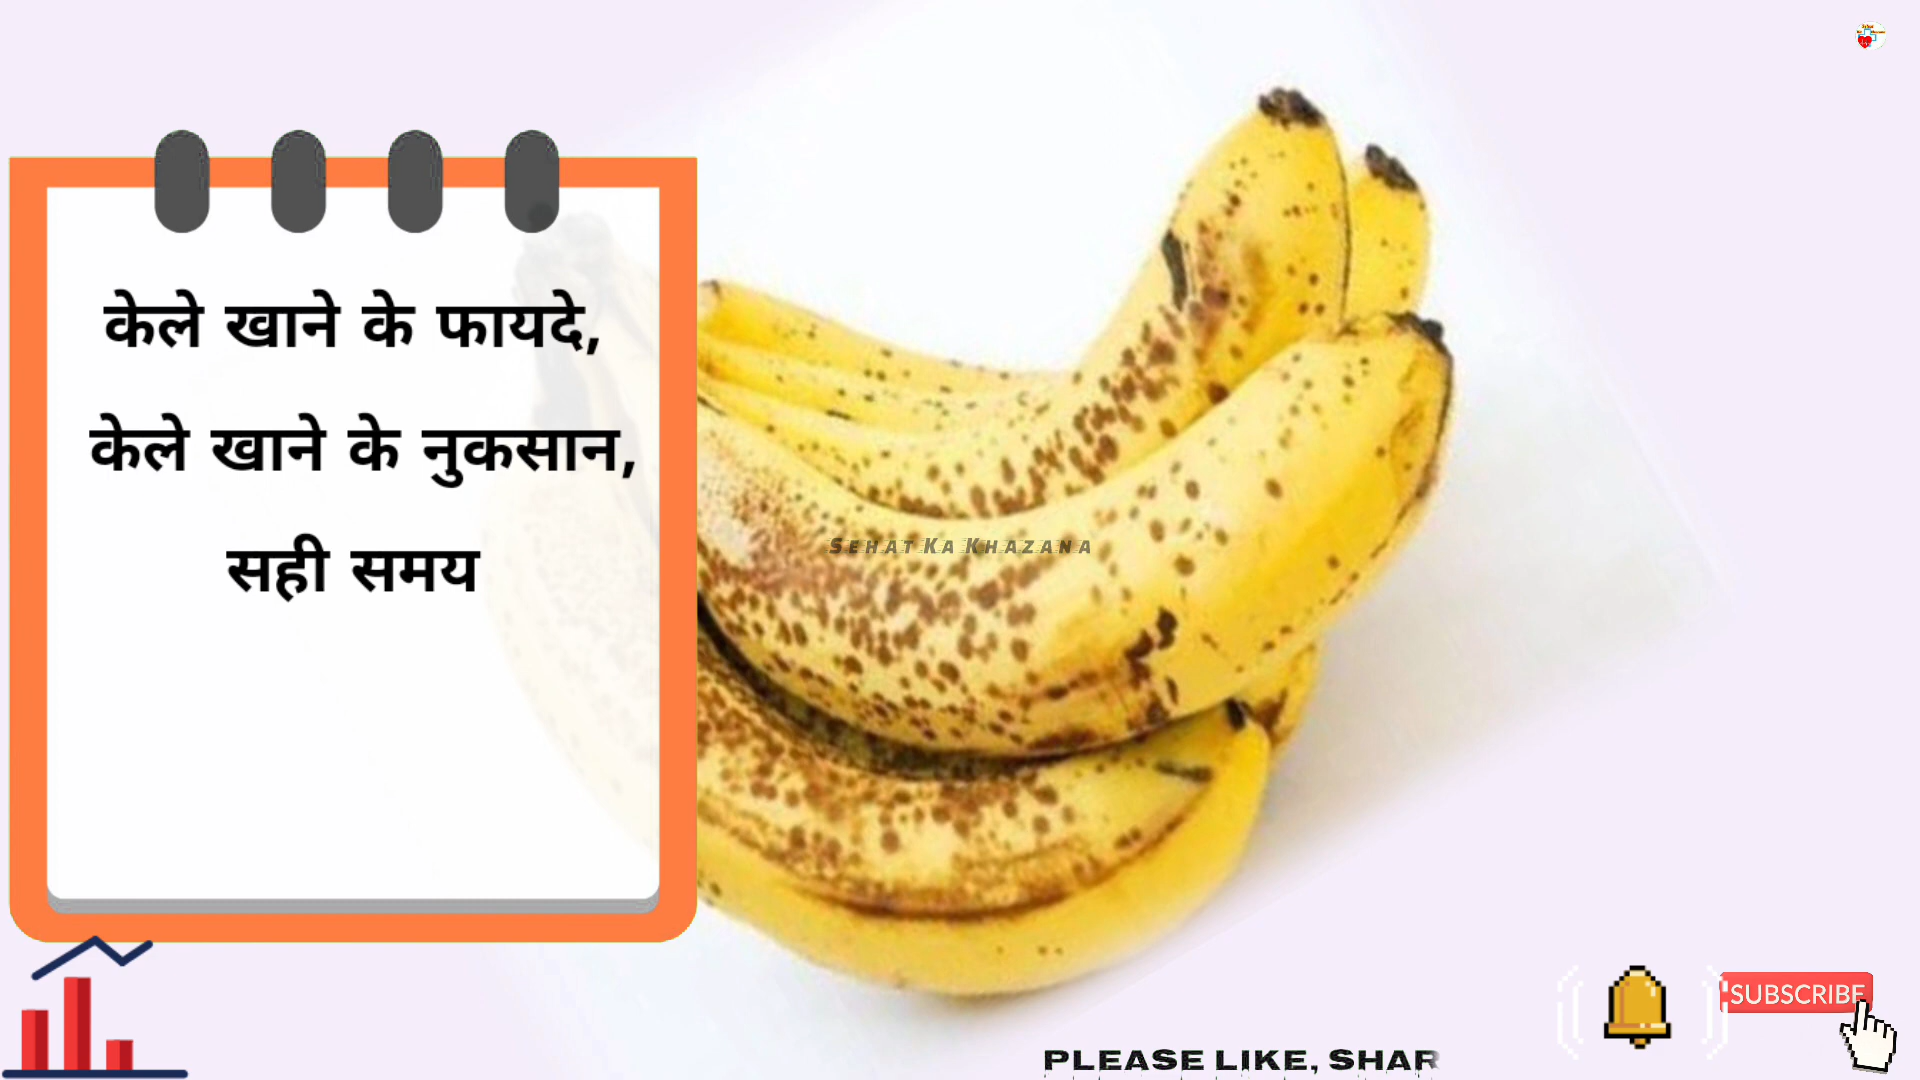 केले खाने के फायदे,
केले खाने के नुकसान,
सही समय
SEHAT KA KHAZANA
SUBSCRIBE
PLEASE LIKE, SHAR